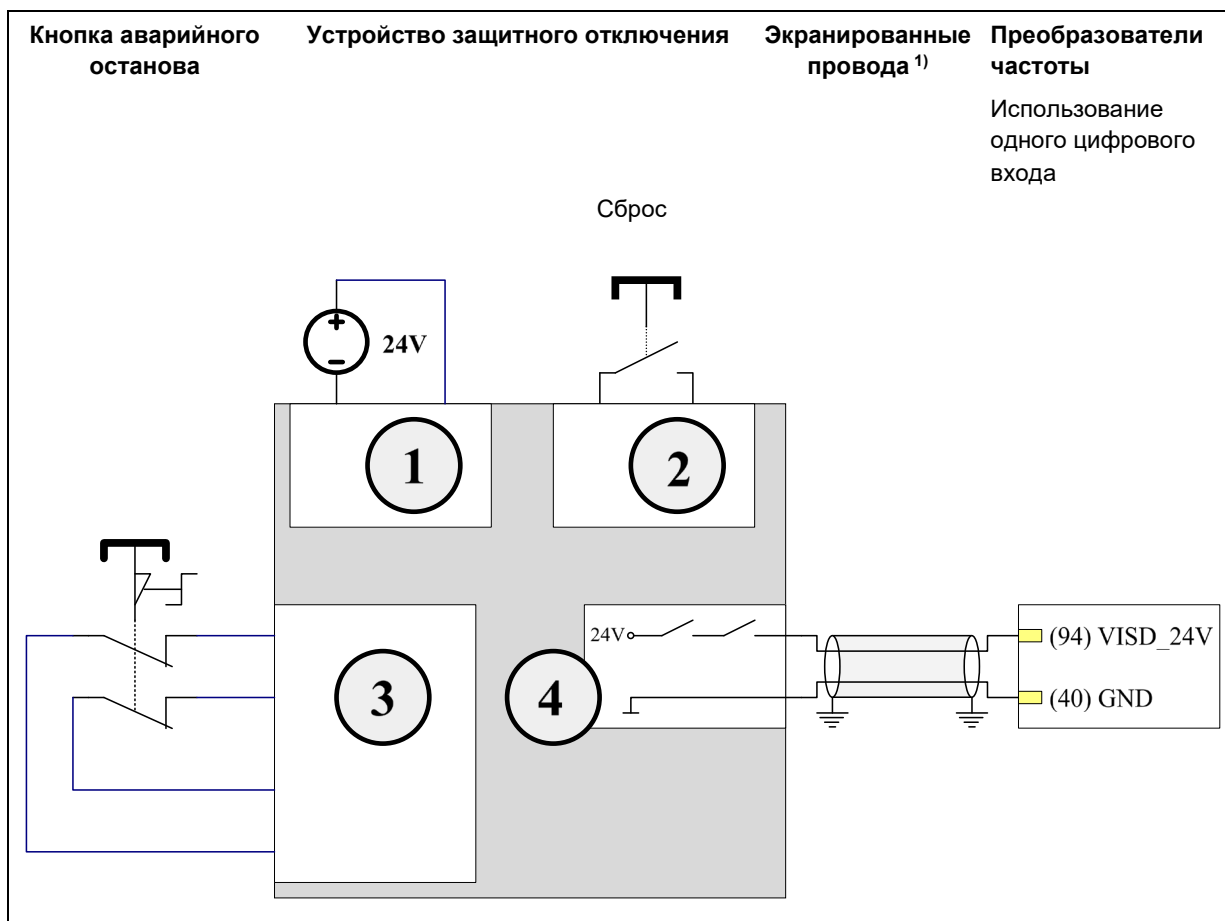 Кнопка аварийного
останова
Устройство защитного отключения
Экранированные
провода 1)
Преобразователи
частоты
Использование
одного цифрового
входа
Сброс
24V
1
2
3
4
24V
(94) VISD_24V
(40) GND